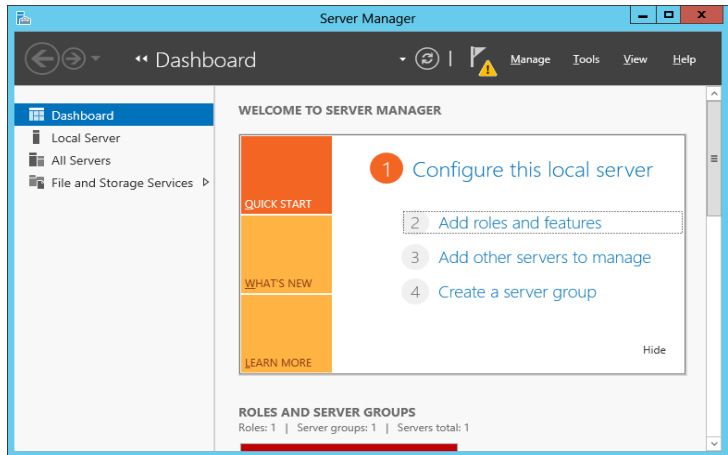 Server Manager
Dashboard
Manage Tools View Help
Dashboard
Local Server
All Servers
File and Storage Services
WELCOME TO SERVER MANAGER
QUICK START
WHAT'S NEW
LEARN MORE
1 Configure this local server
2 Add roles and features
3 Add other servers to manage
4 Create a server group
Hide
ROLES AND SERVER GROUPS
Roles: 1 | Server groups: 1 | Servers total: 1